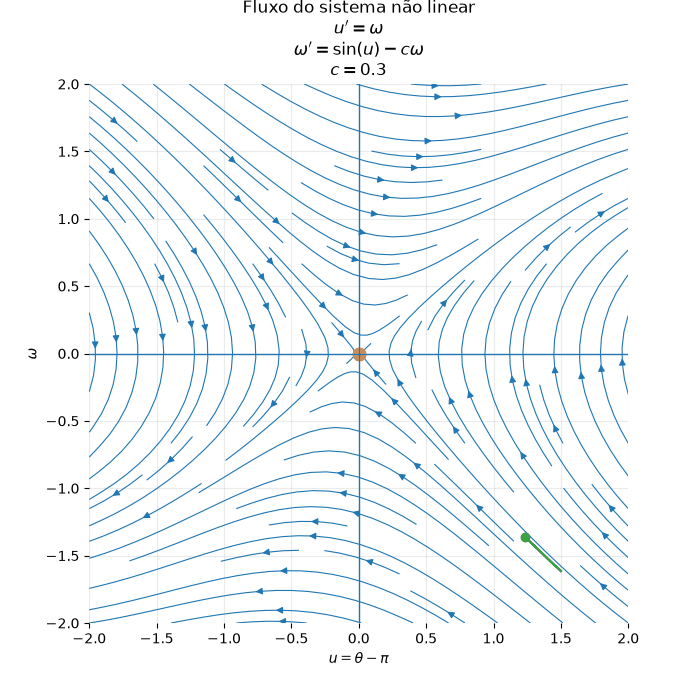 Fluxo do sistema não linear
u′ = ω
ω′ = sin(u) − cω
c = 0.3
2.0
1.5
1.0
0.5
0.0
−0.5
−1.0
−1.5
−2.0
ω
−2.0 −1.5 −1.0 −0.5 0.0 0.5 1.0 1.5 2.0
u = θ − π